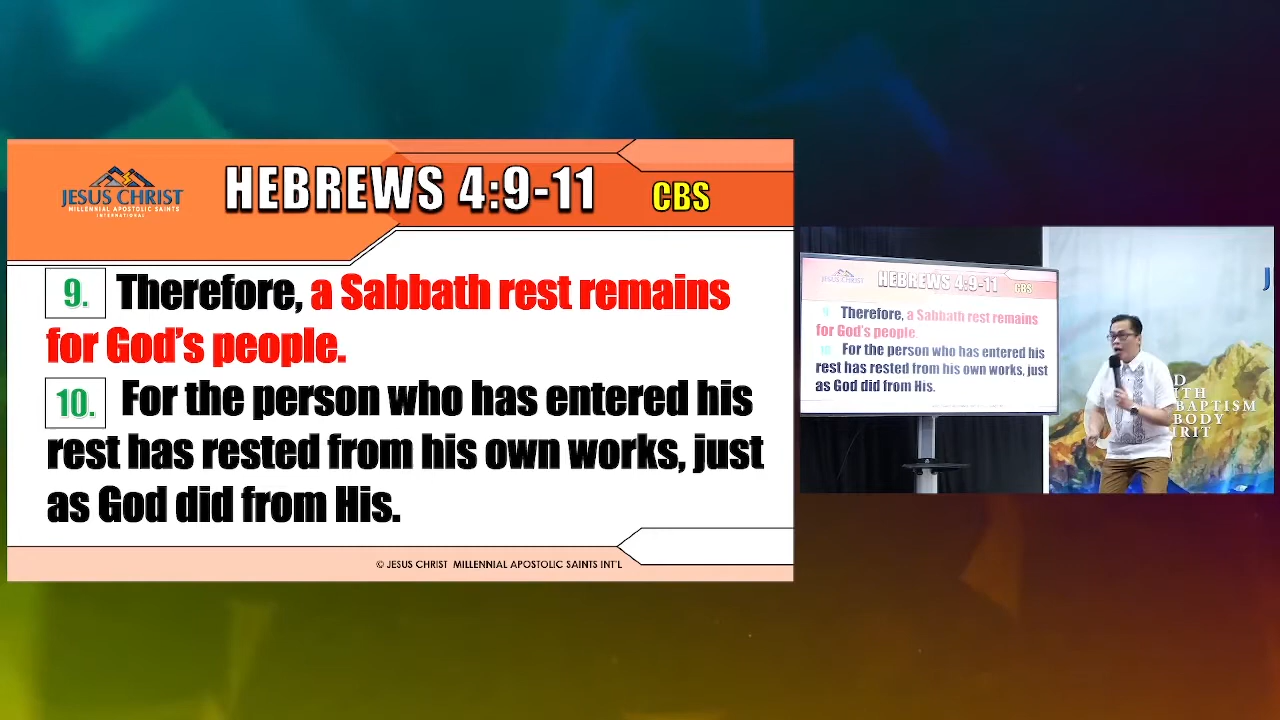 JESUS CHRIST
MILLENNIAL APOSTOLIC SAINTS
INTERNATIONAL
HEBREWS 4:9-11
CBS
9. Therefore, a Sabbath rest remains
for God's people.
10. For the person who has entered his
rest has rested from his own works, just
as God did from His.
© JESUS CHRIST MILLENNIAL APOSTOLIC SAINTS INT'L
JESUS CHRIST
HEBREWS 4:9-11
CBS
Therefore, a Sabbath rest remains
for God's people.
For the person who has entered his
rest has rested from his own works, just
as God did from His.
J
D
ITH
BAPTISM
BODY
IRIT